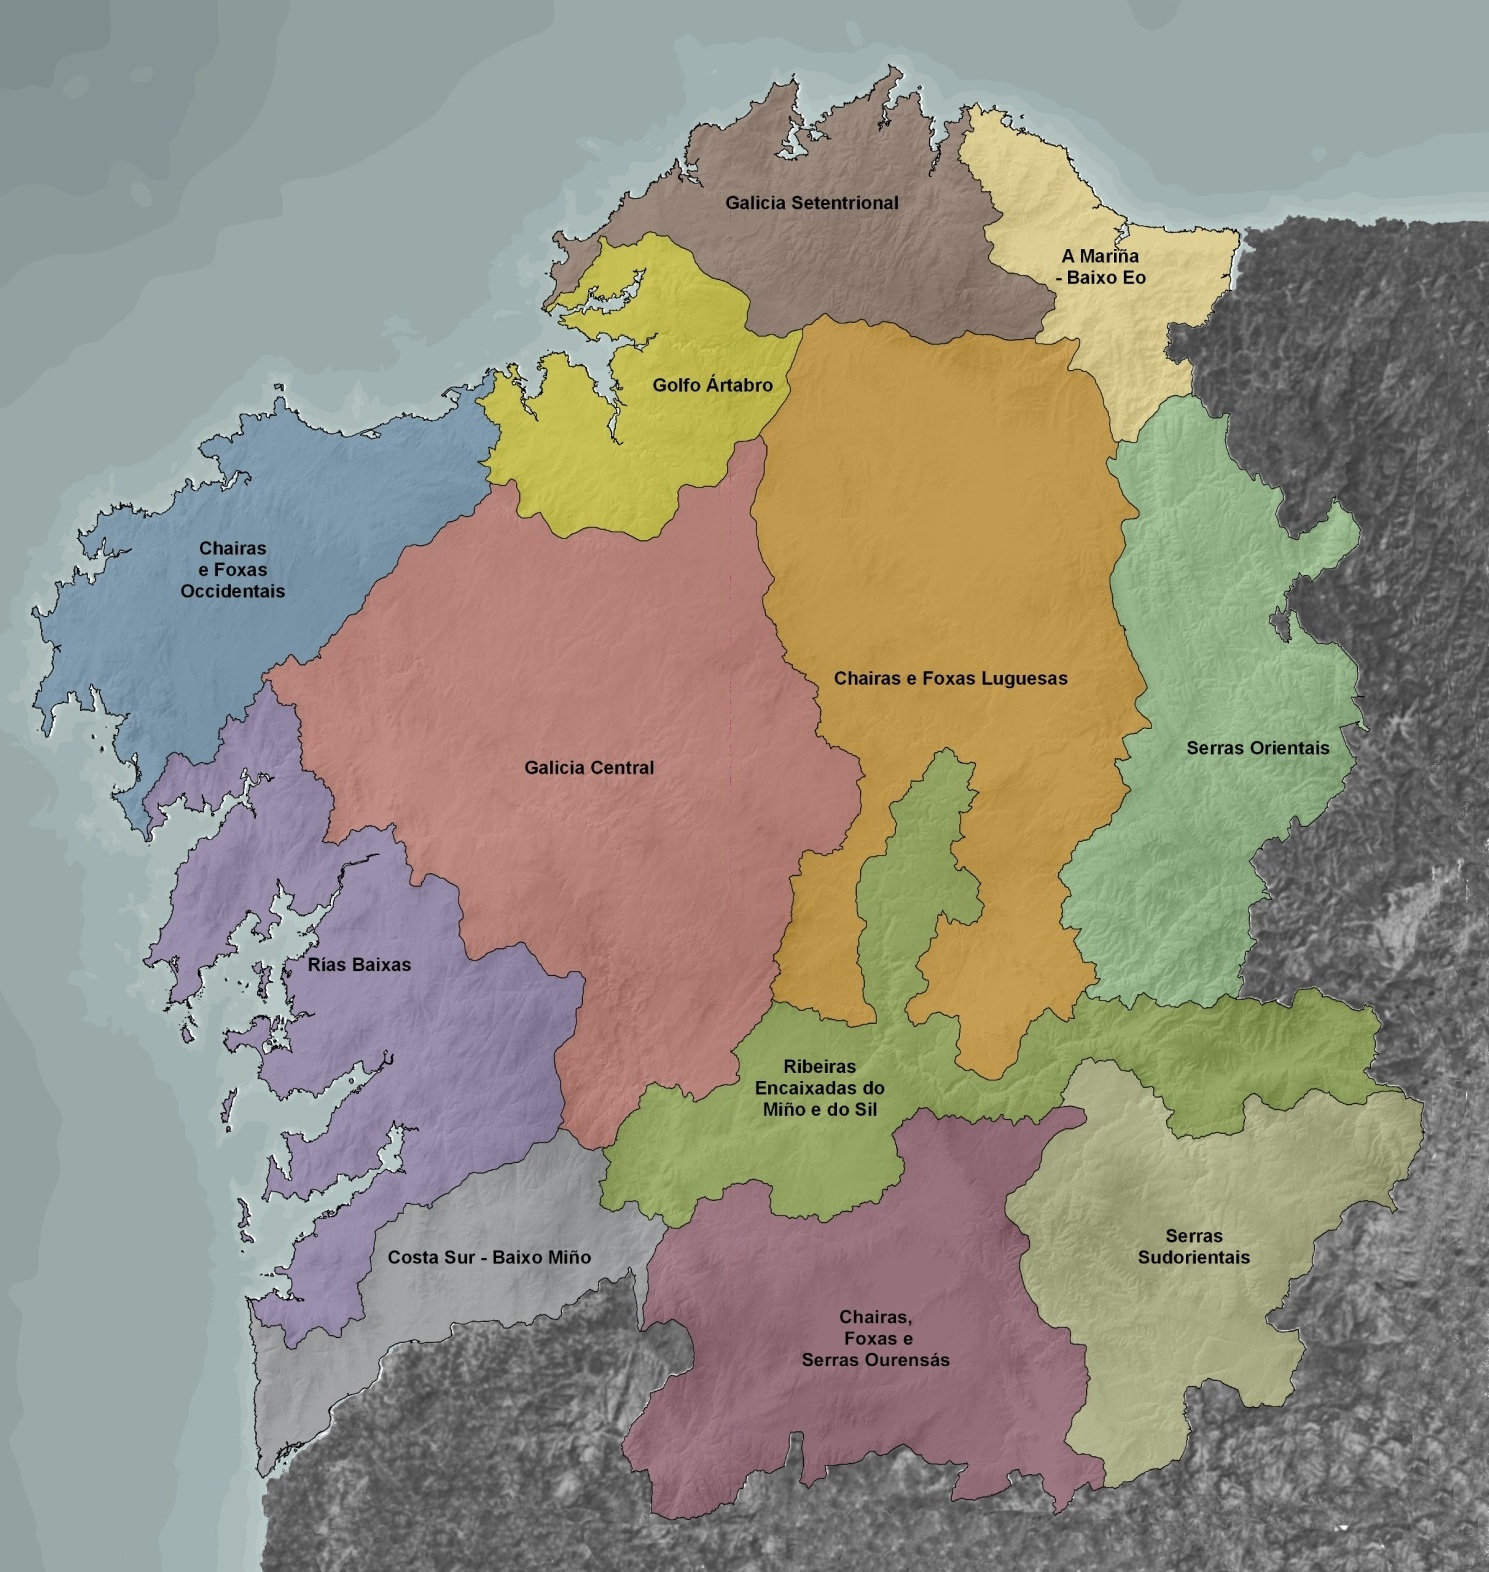 Galicia Setentrional
A Mariña
- Baixo Eo
Golfo Ártabro
Chairas
e Foxas
Occidentais
Chairas e Foxas Luguesas
Serras Orientais
Galicia Central
Rías Baixas
Ribeiras
Encaixadas do
Miño e do Sil
Costa Sur - Baixo Miño
Serras
Sudorientais
Chairas,
Foxas e
Serras Ourensás